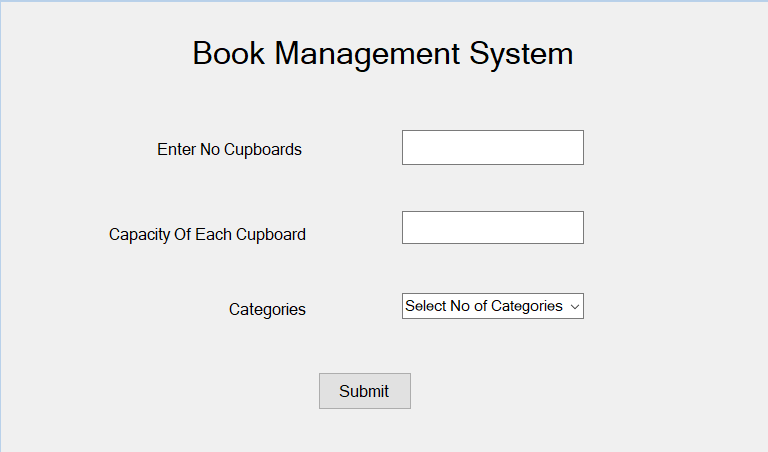 Book Management System
Enter No Cupboards
Capacity Of Each Cupboard
Categories
Select No of Categories
Submit